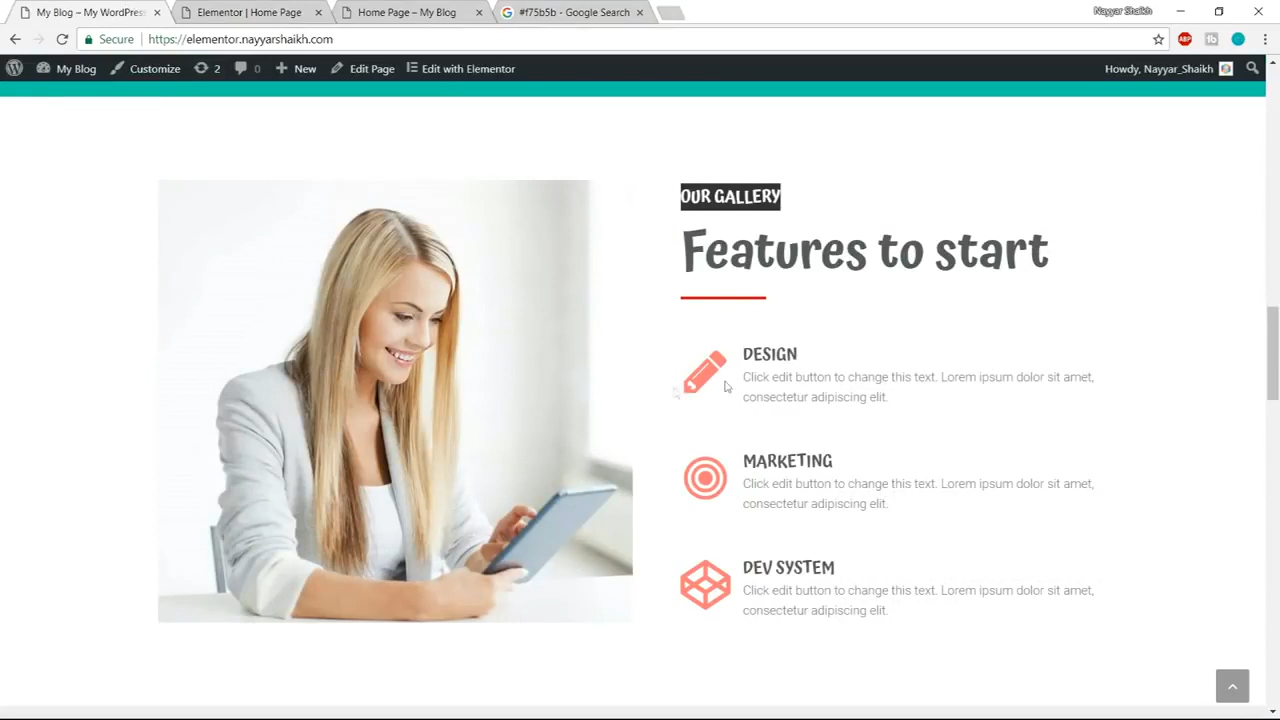 My Blog – My WordPress
Elementor | Home Page
Home Page – My Blog
#f75b5b - Google Search
Nayyar Shaikh
Secure
https://elementor.nayyarshaikh.com
ABP
My Blog
Customize
2
0
New
Edit Page
Edit with Elementor
Howdy, Nayyar_Shaikh
OUR GALLERY
Features to start
DESIGN
Click edit button to change this text. Lorem ipsum dolor sit amet,
consectetur adipiscing elit.
MARKETING
Click edit button to change this text. Lorem ipsum dolor sit amet,
consectetur adipiscing elit.
DEV SYSTEM
Click edit button to change this text. Lorem ipsum dolor sit amet,
consectetur adipiscing elit.